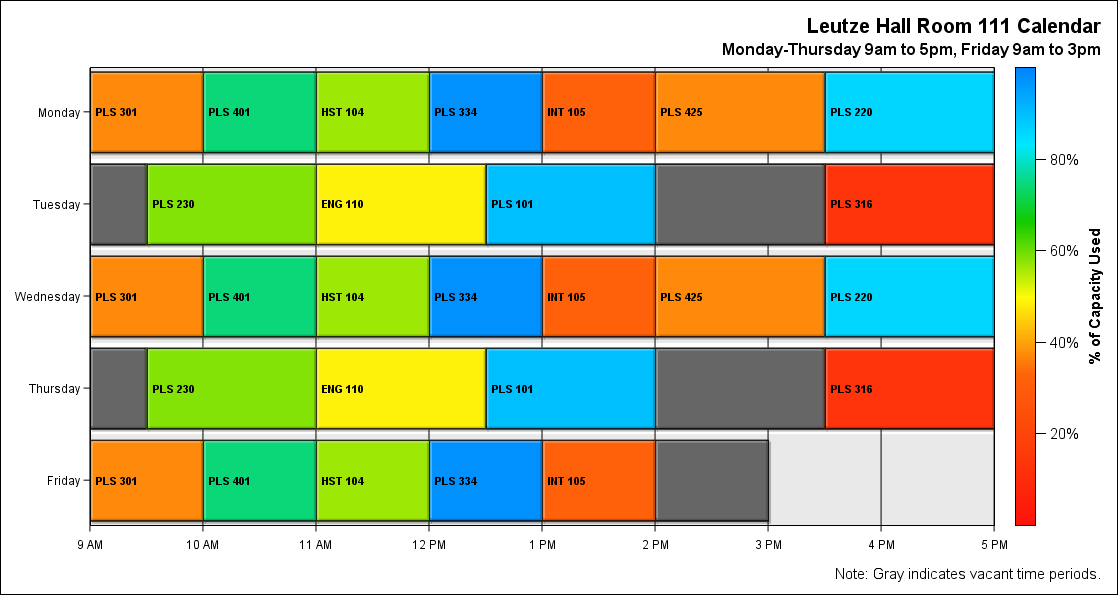 Leutze Hall Room 111 Calendar
Monday-Thursday 9am to 5pm, Friday 9am to 3pm
Monday
PLS 301
PLS 401
HST 104
PLS 334
INT 105
PLS 425
PLS 220
Tuesday
PLS 230
ENG 110
PLS 101
PLS 316
Wednesday
PLS 301
PLS 401
HST 104
PLS 334
INT 105
PLS 425
PLS 220
Thursday
PLS 230
ENG 110
PLS 101
PLS 316
Friday
PLS 301
PLS 401
HST 104
PLS 334
INT 105
9 AM
10 AM
11 AM
12 PM
1 PM
2 PM
3 PM
4 PM
5 PM
80%
60%
40%
20%
% of Capacity Used
Note: Gray indicates vacant time periods.